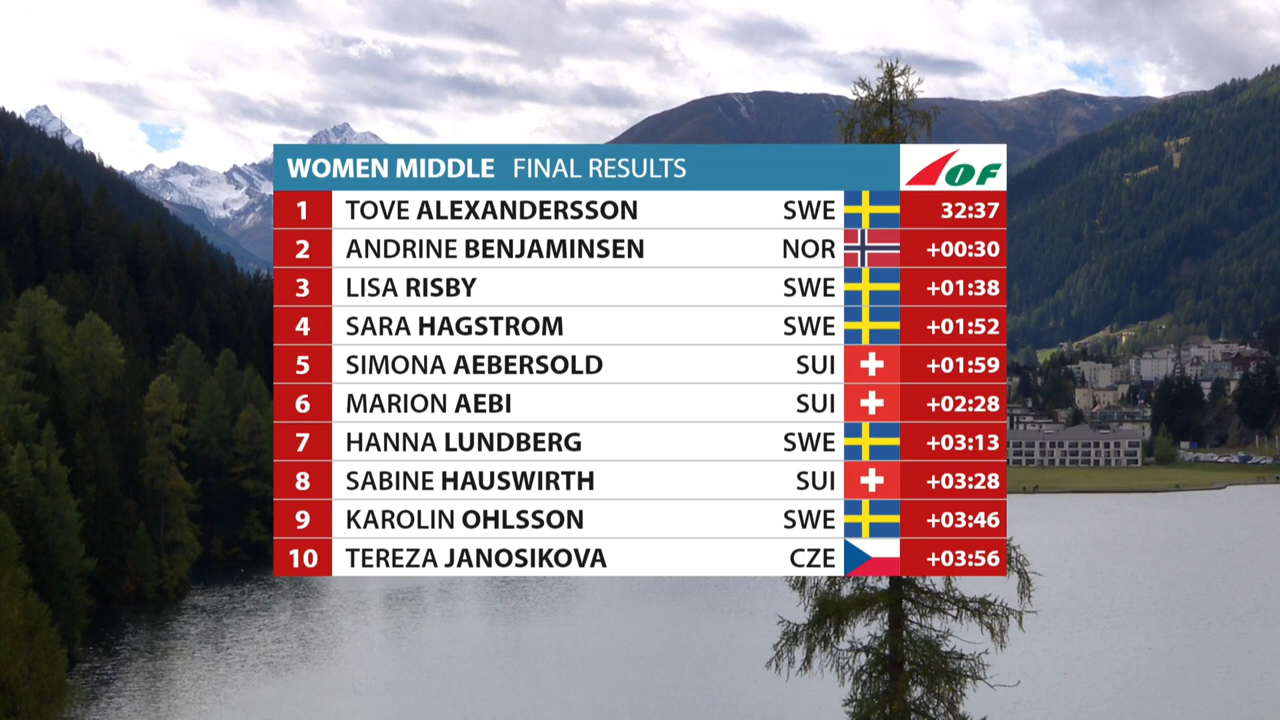 WOMEN MIDDLE FINAL RESULTS IOF
1 TOVE ALEXANDERSSON SWE 32:37
2 ANDRINE BENJAMINSEN NOR +00:30
3 LISA RISBY SWE +01:38
4 SARA HAGSTROM SWE +01:52
5 SIMONA AEBERSOLD SUI +01:59
6 MARION AEBI SUI +02:28
7 HANNA LUNDBERG SWE +03:13
8 SABINE HAUSWIRTH SUI +03:28
9 KAROLIN OHLSSON SWE +03:46
10 TEREZA JANOSIKOVA CZE +03:56